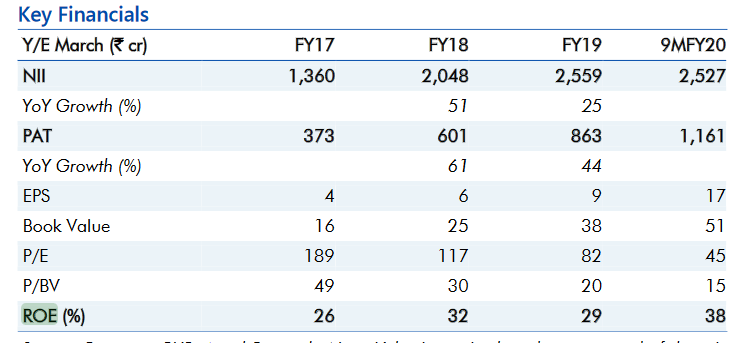 Key Financials
Y/E March (₹ cr) FY17 FY18 FY19 9MFY20
NII 1,360 2,048 2,559 2,527
YoY Growth (%) 51 25
PAT 373 601 863 1,161
YoY Growth (%) 61 44
EPS 4 6 9 17
Book Value 16 25 38 51
P/E 189 117 82 45
P/BV 49 30 20 15
ROE (%) 26 32 29 38